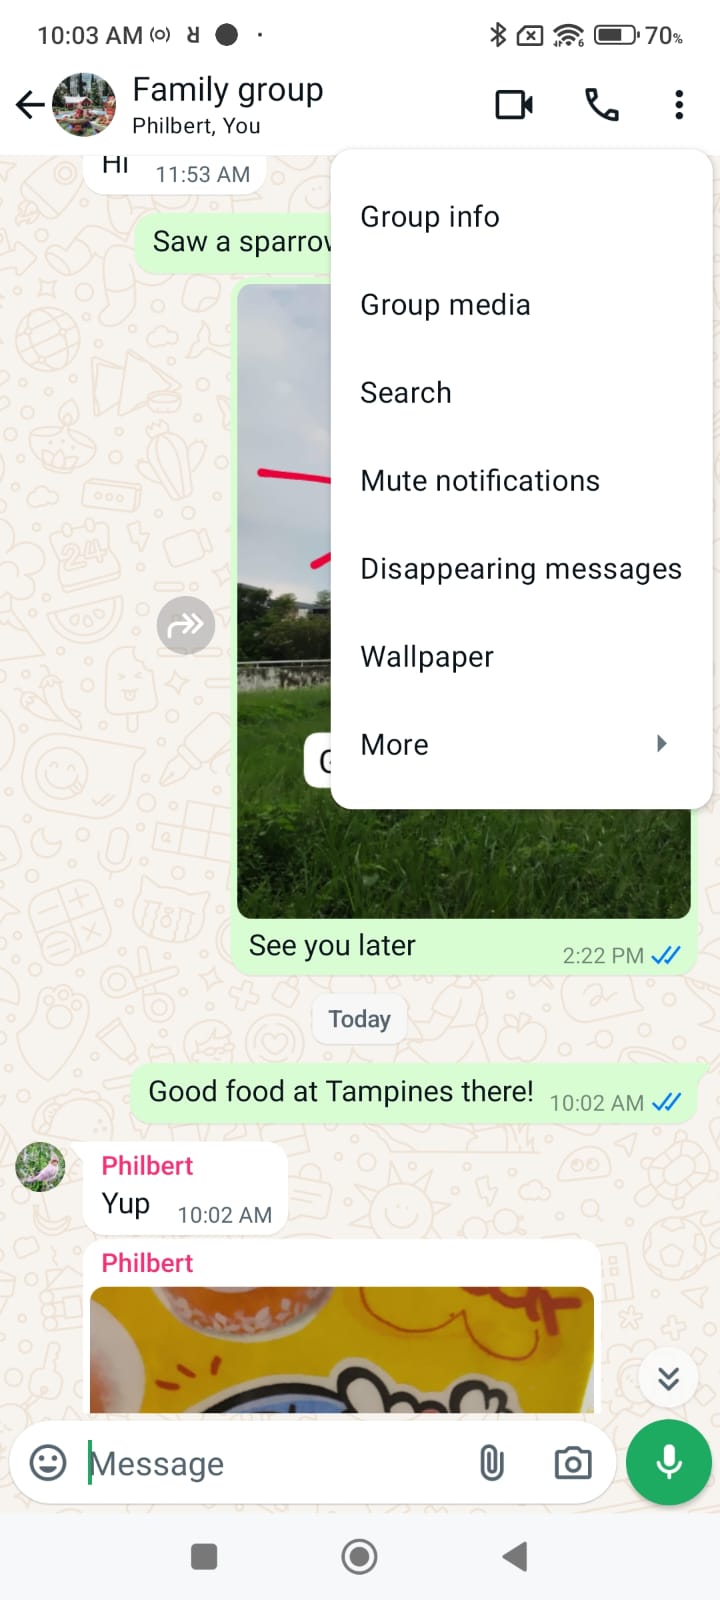 10:03 AM
70%
Family group
Philbert, You
Hi
11:53 AM
Group info
Saw a
Group media
Search
Mute notifications
Disappearing messages
Wallpaper
More
See you later
2:22 PM
Today
Good food at Tampines there!
10:02 AM
Philbert
Yup
10:02 AM
Philbert
Message